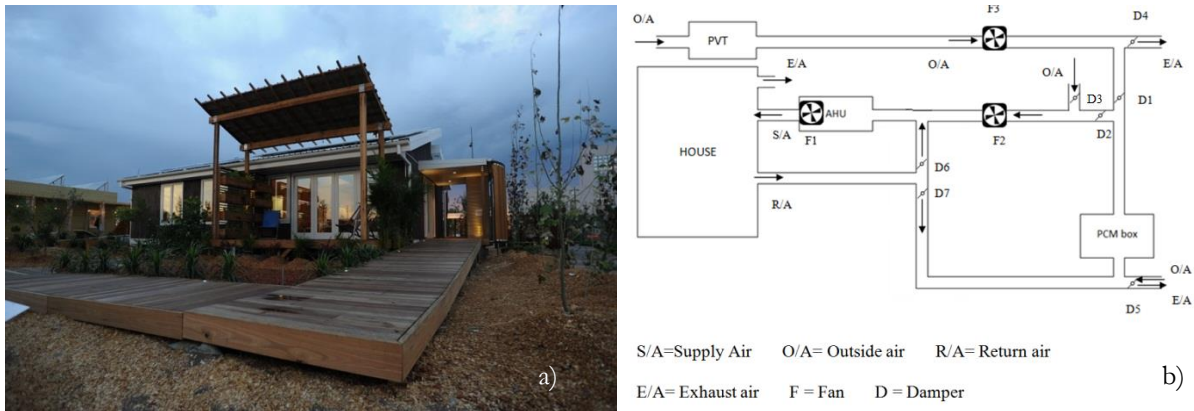 O/A
F3
D4
PVT
E/A
O/A
O/A
E/A
D3
D1
AHU
S/A
F1
F2
D2
HOUSE
D6
D7
R/A
PCM box
O/A
E/A
D5
S/A=Supply Air O/A= Outside air R/A= Return air
a)
b)
E/A= Exhaust air F = Fan D = Damper